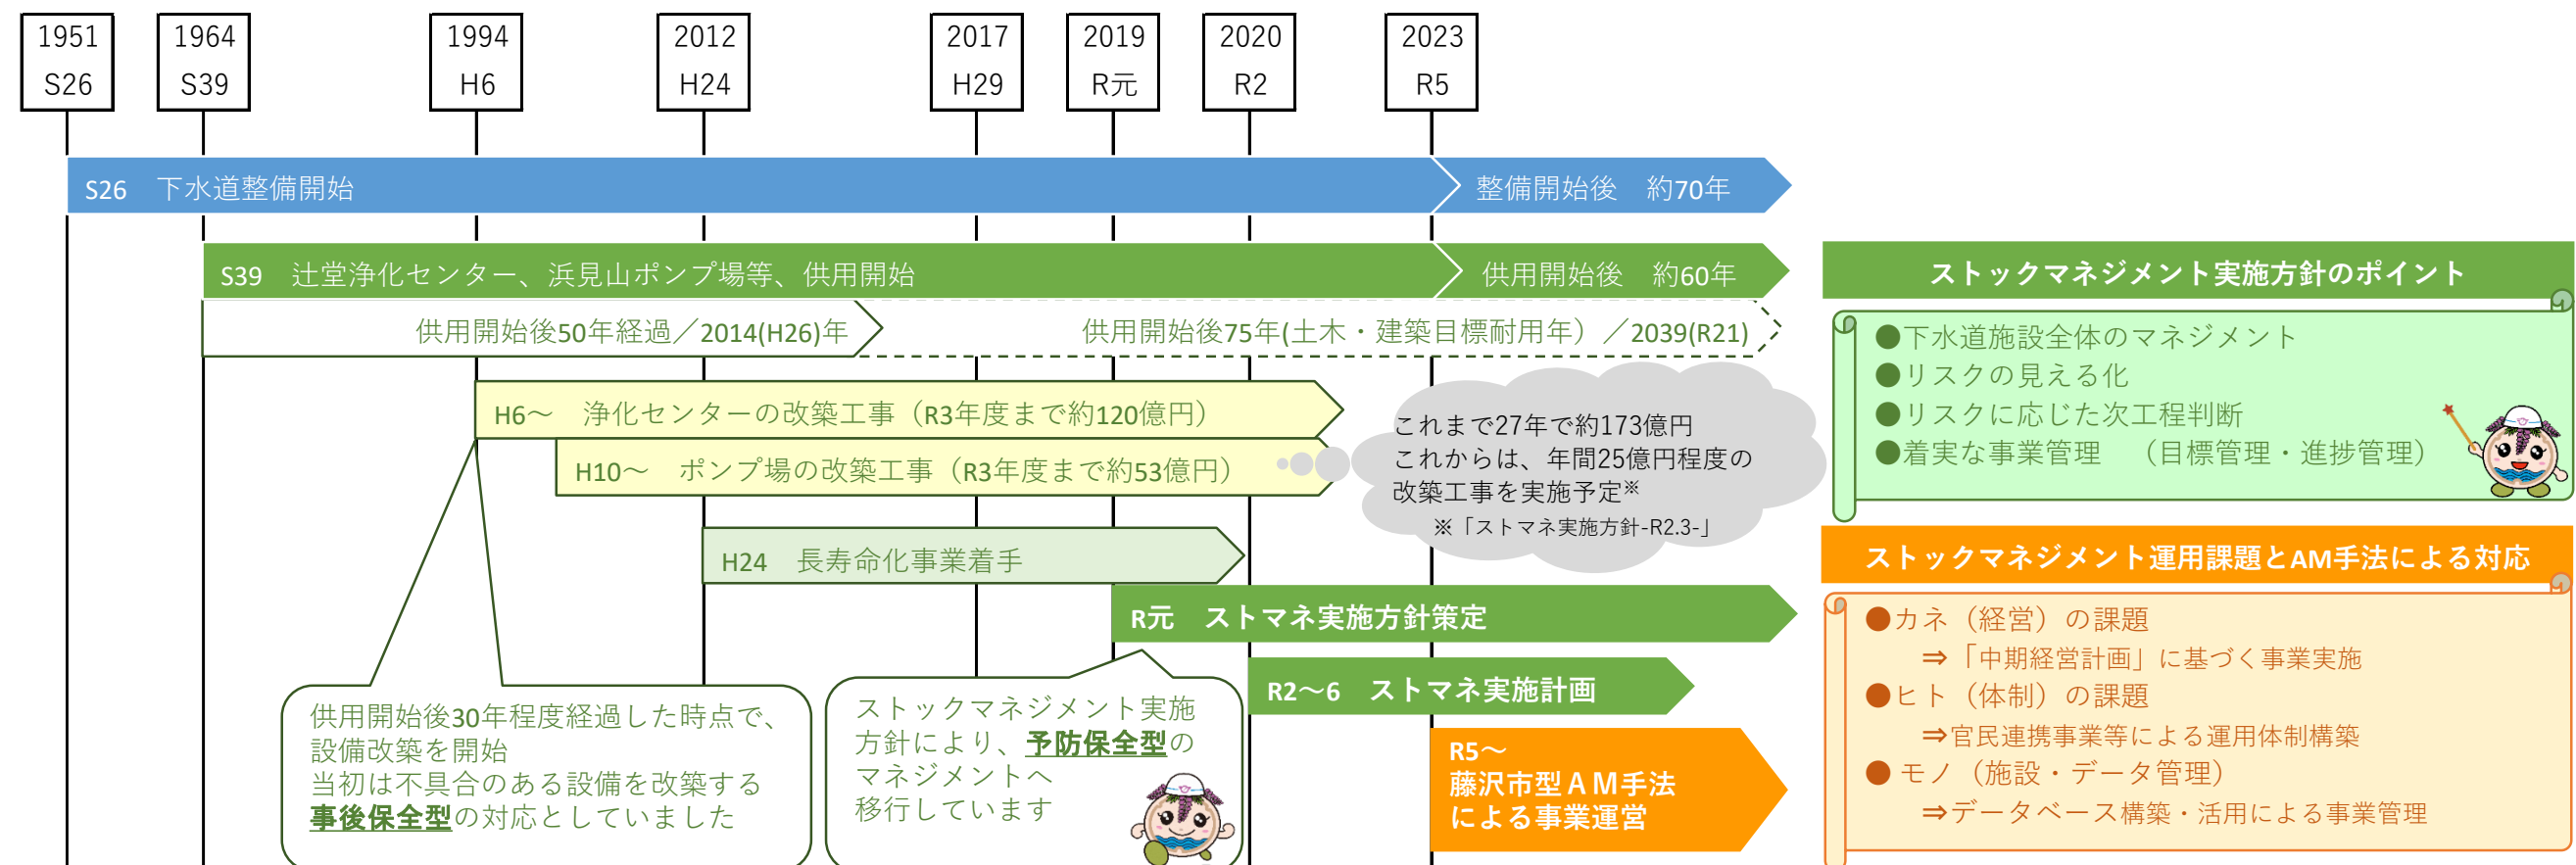 1951
S26
1964
S39
1994
H6
2012
H24
2017
H29
2019
R元
2020
R2
2023
R5
S26　下水道整備開始
整備開始後　約70年
S39　辻堂浄化センター、浜見山ポンプ場等、供用開始
供用開始後　約60年
供用開始後50年経過／2014(H26)年
供用開始後75年(土木・建築目標耐用年）／2039(R21)
H6～　浄化センターの改築工事（R3年度まで約120億円）
H10～　ポンプ場の改築工事（R3年度まで約53億円）
これまで27年で約173億円
これからは、年間25億円程度の
改築工事を実施予定※
※「ストマネ実施方針-R2.3-」
H24　長寿命化事業着手
R元　ストマネ実施方針策定
R2～6　ストマネ実施計画
R5～
藤沢市型ＡＭ手法
による事業運営
供用開始後30年程度経過した時点で、
設備改築を開始
当初は不具合のある設備を改築する
事後保全型の対応としていました
ストックマネジメント実施
方針により、予防保全型の
マネジメントへ
移行しています
ストックマネジメント実施方針のポイント
●下水道施設全体のマネジメント
●リスクの見える化
●リスクに応じた次工程判断
●着実な事業管理　（目標管理・進捗管理）
ストックマネジメント運用課題とAM手法による対応
●カネ（経営）の課題
⇒「中期経営計画」に基づく事業実施
●ヒト（体制）の課題
⇒官民連携事業等による運用体制構築
● モノ（施設・データ管理）
⇒データベース構築・活用による事業管理